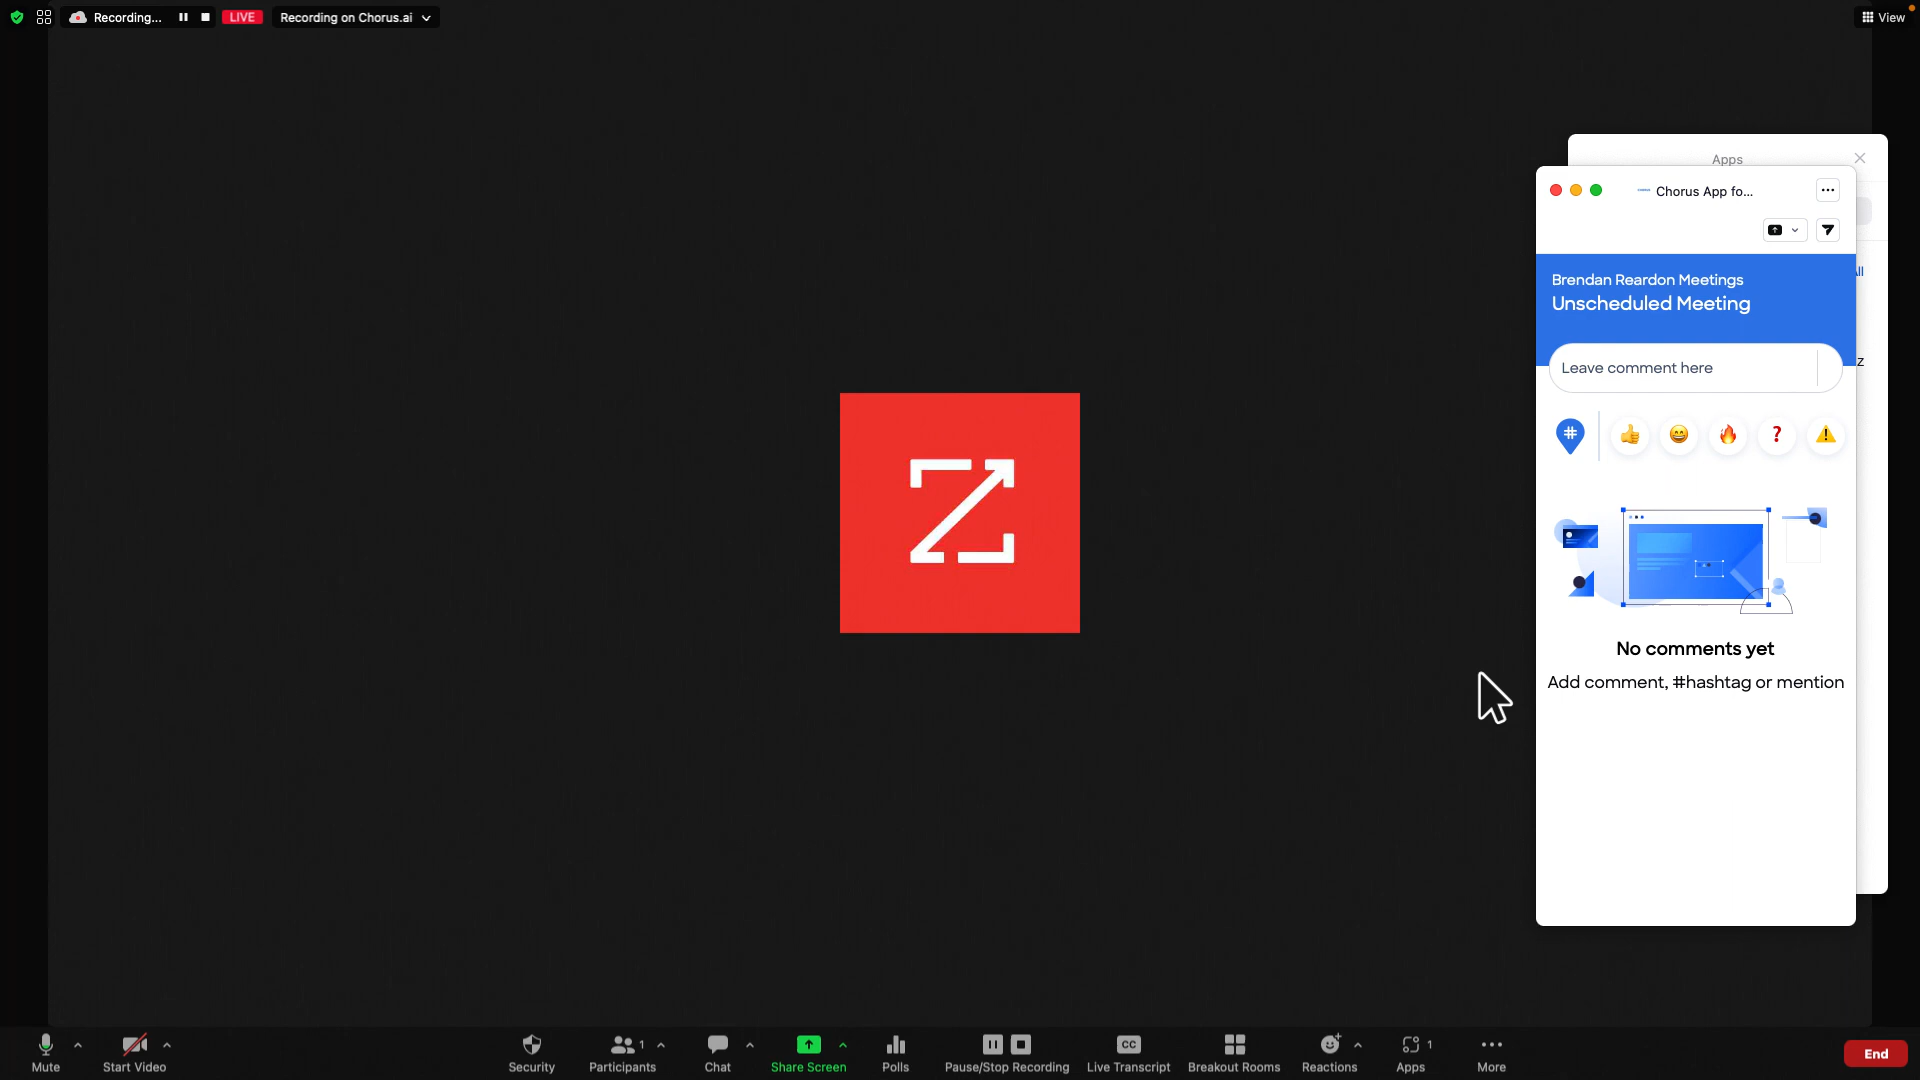 Recording...
LIVE
Recording on Chorus.ai
View
Apps
Chorus App fo...
All
Brendan Reardon Meetings
Unscheduled Meeting
Leave comment here
z
#
?
No comments yet
Add comment, #hashtag or mention
Mute
Start Video
Security
1
Participants
Chat
Share Screen
Polls
Pause/Stop Recording
CC
Live Transcript
Breakout Rooms
Reactions
1
Apps
More
End